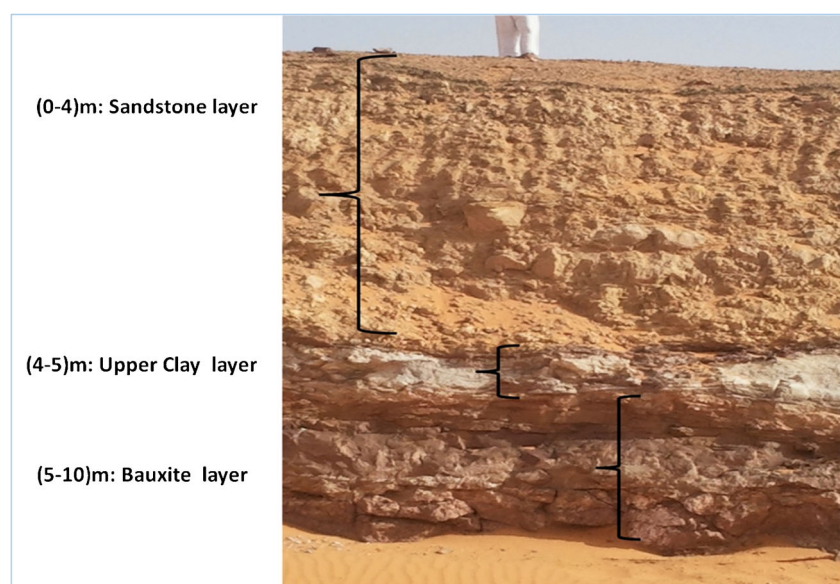 (0-4)m: Sandstone layer
(4-5)m: Upper Clay layer
(5-10)m: Bauxite layer